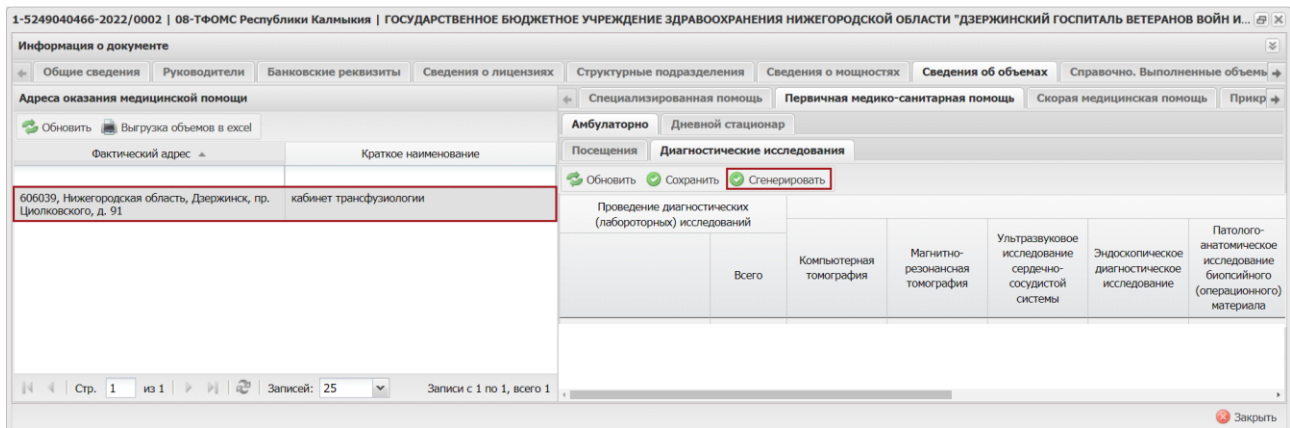 1-5249040466-2022/0002 | 08-ТФОМС Республики Калмыкия | ГОСУДАРСТВЕННОЕ БЮДЖЕТНОЕ УЧРЕЖДЕНИЕ ЗДРАВООХРАНЕНИЯ НИЖЕГОРОДСКОЙ ОБЛАСТИ "ДЗЕРЖИНСКИЙ ГОСПИТАЛЬ ВЕТЕРАНОВ ВОЙН И...
Информация о документе
Общие сведения Руководители Банковские реквизиты Сведения о лицензиях Структурные подразделения Сведения о мощностях Сведения об объемах Справочно. Выполненные объемы
Адреса оказания медицинской помощи
Обновить Выгрузка объемов в excel
Фактический адрес Краткое наименование
606039, Нижегородская область, Дзержинск, пр. Циолковского, д. 91
кабинет трансфузиологии
Стр. 1 из 1 Записей: 25 Записи с 1 по 1, всего 1
Специализированная помощь Первичная медико-санитарная помощь Скорая медицинская помощь Прикр
Амбулаторно Дневной стационар
Посещения Диагностические исследования
Обновить Сохранить Сгенерировать
Проведение диагностических
(лабороторных) исследований
Всего
Компьютерная
томография
Магнитно-
резонансная
томография
Ультразвуковое
исследование
сердечно-
сосудистой
системы
Эндоскопическое
диагностическое
исследование
Патолого-
анатомическое
исследование
биопсийного
(операционного)
материала
Закрыть